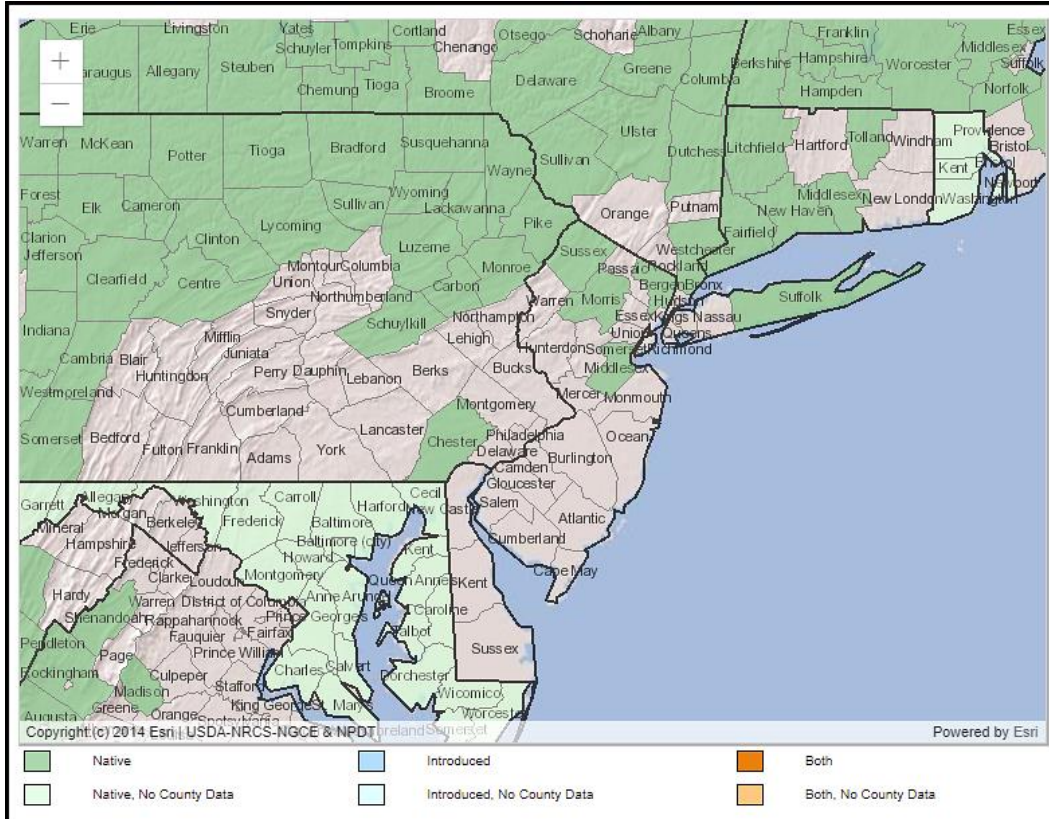 Erie Livingston Yates Cortland Otsego Schoharie Albany Franklin Essex
Schuyler Tompkins Chenango Berkshire Hampshire Middlesex
+ araugus Allegany Steuben Delaware Greene Columbia Worcester Suffolk
− Chemung Tioga Broome Hampden Norfolk
Warren McKean Potter Tioga Bradford Susquehanna Ulster Litchfield Hartford Tolland Windham Providence
Wayne Sullivan Dutchess Bristol
Forest Wyoming Kent
Elk Cameron Sullivan Lackawanna Orange Putnam Middlesex New London Washington
Lycoming Pike New Haven
Clarion Clinton Luzerne Sussex Westchester Fairfield
Jefferson Clearfield Centre Montour Columbia Monroe Passaic Rockland
Union Carbon Bergen Bronx
Northumberland Warren Morris Hudson Suffolk
Snyder Schuylkill Northampton Essex Kings Nassau
Indiana Mifflin Lehigh Union Queens
Cambria Blair Juniata Hunterdon Somerset Richmond
Huntingdon Perry Dauphin Lebanon Berks Bucks Middlesex
Westmoreland Mercer Monmouth
Cumberland Montgomery
Somerset Bedford Lancaster Philadelphia Ocean
Fulton Franklin Adams York Chester Delaware Burlington
Camden
Gloucester
Garrett Allegany Washington Carroll Cecil Salem
Morgan Frederick Harford New Castle
Mineral Berkeley Baltimore Atlantic
Hampshire Jefferson Baltimore (city) Cumberland
Frederick Howard Kent
Clarke Loudoun Montgomery Cape May
Hardy Queen Annes Kent
Warren District of Columbia Anne Arundel
Shenandoah Rappahannock Prince Georges Caroline
Fauquier Fairfax Talbot
Pendleton Page Prince William Sussex
Rockingham Culpeper Charles Calvert Dorchester
Madison Stafford Wicomico
Greene King George St. Marys
Augusta Orange Spotsylvania Worcester
Copyright:(c) 2014 Esri | USDA-NRCS-NGCE & NPDT Somerset Powered by Esri
Native Introduced Both
Native, No County Data Introduced, No County Data Both, No County Data